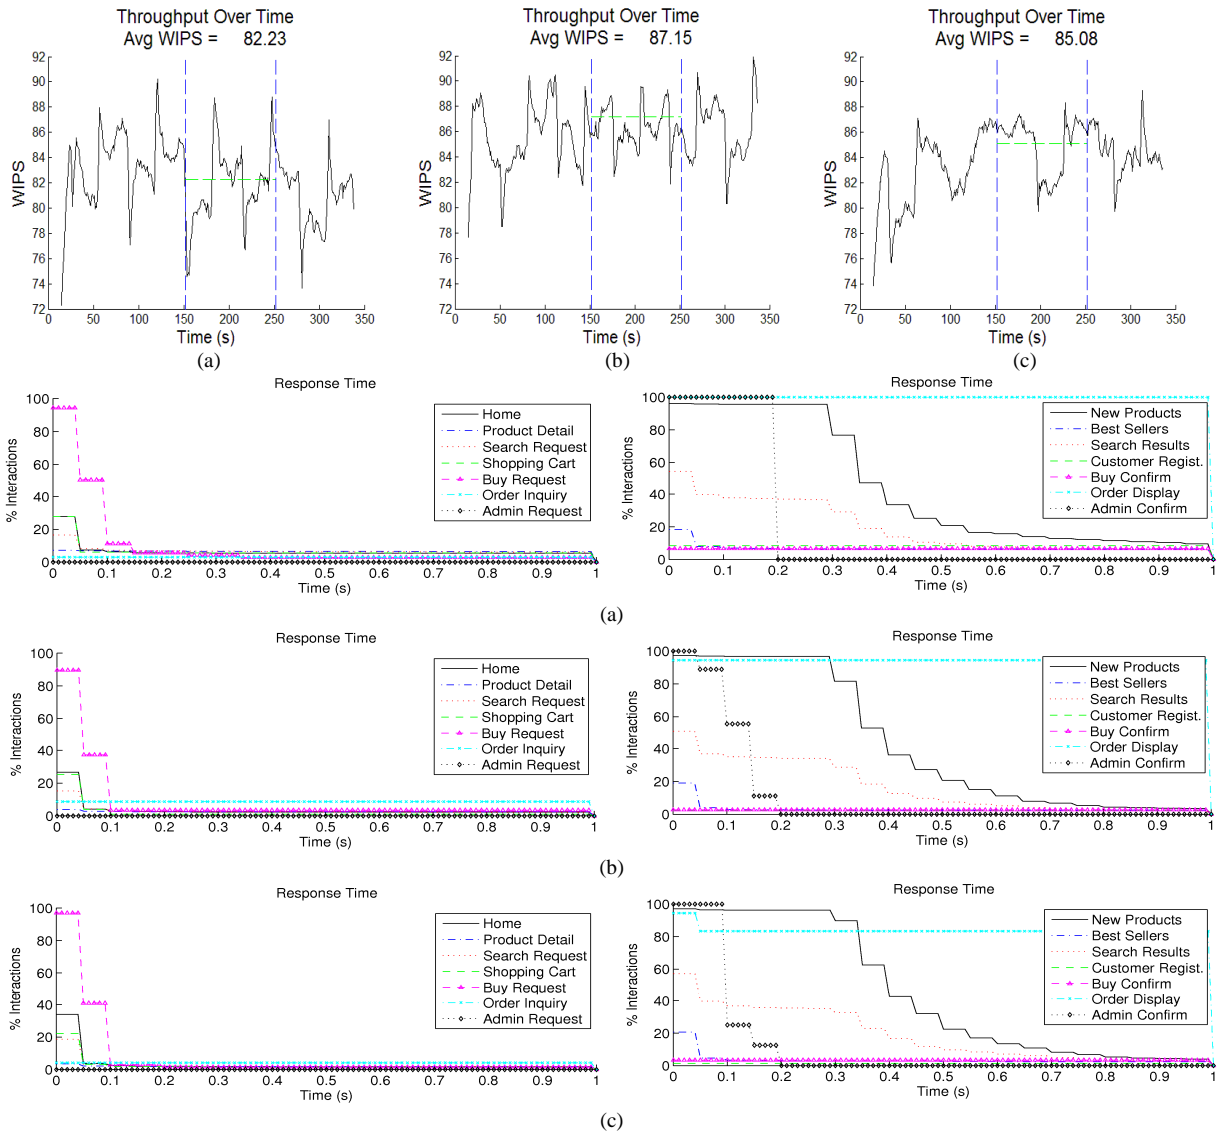 Throughput Over Time
Avg WIPS = 82.23
92
90
88
86
84
82
80
78
76
74
72
WIPS
0 50 100 150 200 250 300 350 400
Time (s)
(a)
Throughput Over Time
Avg WIPS = 87.15
92
90
88
86
84
82
80
78
76
74
72
WIPS
0 50 100 150 200 250 300 350
Time (s)
(b)
Throughput Over Time
Avg WIPS = 85.08
92
90
88
86
84
82
80
78
76
74
72
WIPS
0 50 100 150 200 250 300 350
Time (s)
(c)
Response Time
100
80
60
40
20
0
% Interactions
Home
Product Detail
Search Request
Shopping Cart
Buy Request
Order Inquiry
Admin Request
0 0.1 0.2 0.3 0.4 0.5 0.6 0.7 0.8 0.9 1
Time (s)
Response Time
100
80
60
40
20
0
% Interactions
New Products
Best Sellers
Search Results
Customer Regist.
Buy Confirm
Order Display
Admin Confirm
0 0.1 0.2 0.3 0.4 0.5 0.6 0.7 0.8 0.9 1
Time (s)
(a)
Response Time
100
80
60
40
20
0
% Interactions
Home
Product Detail
Search Request
Shopping Cart
Buy Request
Order Inquiry
Admin Request
0 0.1 0.2 0.3 0.4 0.5 0.6 0.7 0.8 0.9 1
Time (s)
Response Time
100
80
60
40
20
0
% Interactions
New Products
Best Sellers
Search Results
Customer Regist.
Buy Confirm
Order Display
Admin Confirm
0 0.1 0.2 0.3 0.4 0.5 0.6 0.7 0.8 0.9 1
Time (s)
(b)
Response Time
100
80
60
40
20
0
% Interactions
Home
Product Detail
Search Request
Shopping Cart
Buy Request
Order Inquiry
Admin Request
0 0.1 0.2 0.3 0.4 0.5 0.6 0.7 0.8 0.9 1
Time (s)
Response Time
100
80
60
40
20
0
% Interactions
New Products
Best Sellers
Search Results
Customer Regist.
Buy Confirm
Order Display
Admin Confirm
0 0.1 0.2 0.3 0.4 0.5 0.6 0.7 0.8 0.9 1
Time (s)
(c)